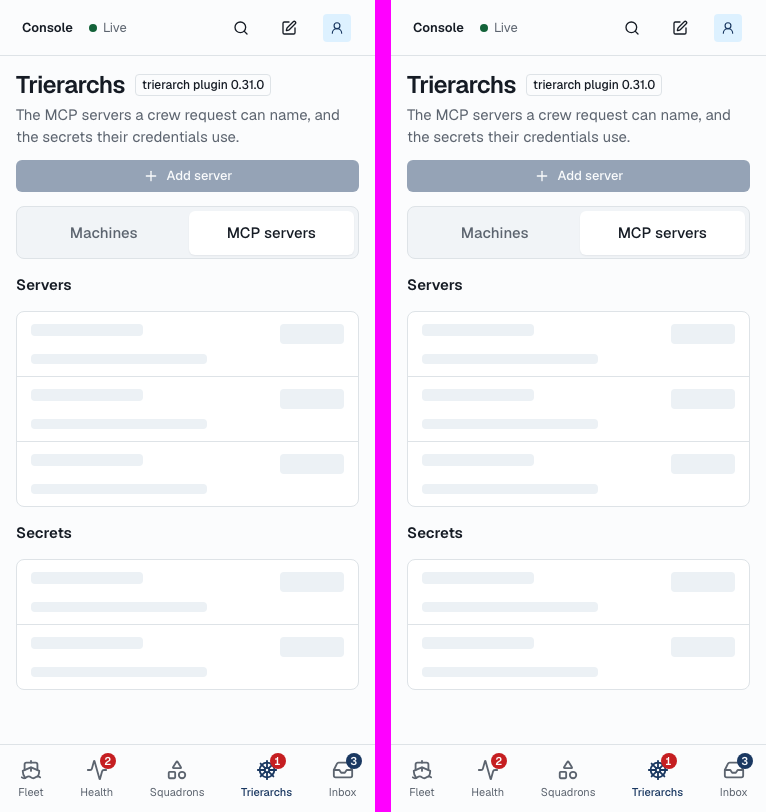 Console Live
Trierarchs trierarch plugin 0.31.0
The MCP servers a crew request can name, and
the secrets their credentials use.
Add server
Machines MCP servers
Servers
Secrets
2 1 3
Fleet Health Squadrons Trierarchs Inbox
Console Live
Trierarchs trierarch plugin 0.31.0
The MCP servers a crew request can name, and
the secrets their credentials use.
Add server
Machines MCP servers
Servers
Secrets
2 1 3
Fleet Health Squadrons Trierarchs Inbox